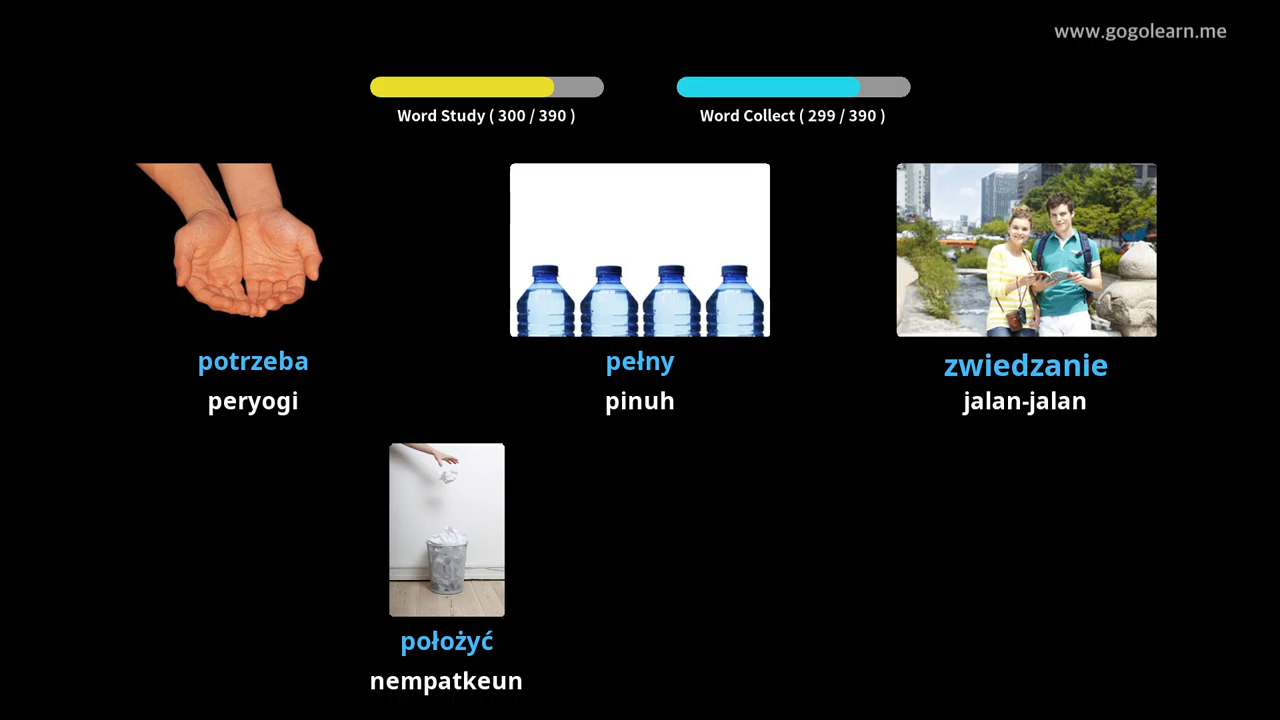 www.gogolearn.me
Word Study ( 300 / 390 )
Word Collect ( 299 / 390 )
potrzeba
peryogi
pełny
pinuh
zwiedzanie
jalan-jalan
położyć
nempatkeun